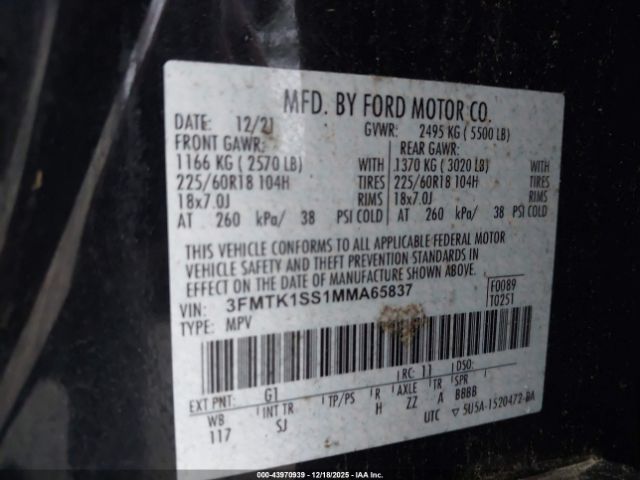 MFD. BY FORD MOTOR CO.
DATE: 12/21 GVWR: 2495 KG ( 5500 LB)
FRONT GAWR: REAR GAWR:
1166 KG ( 2570 LB) WITH 1370 KG ( 3020 LB) WITH
225/60R18 104H TIRES 225/60R18 104H TIRES
18x7.0J RIMS 18x7.0J RIMS
AT 260 kPa/ 38 PSI COLD AT 260 kPa/ 38 PSI COLD
THIS VEHICLE CONFORMS TO ALL APPLICABLE FEDERAL MOTOR
VEHICLE SAFETY AND THEFT PREVENTION STANDARDS IN
EFFECT ON THE DATE OF MANUFACTURE SHOWN ABOVE.
VIN: 3FMTK1SS1MMA65837 F0089
TYPE: MPV T0251
EXT PNT: G1 RC: 11 DSO:
WB INT TR TP/PS R AXLE TR SPR
117 SJ H ZZ A BBBB
UTC ▽ 5U5A-1520472-BA
000-43970939 - 12/18/2025 - IAAI.com